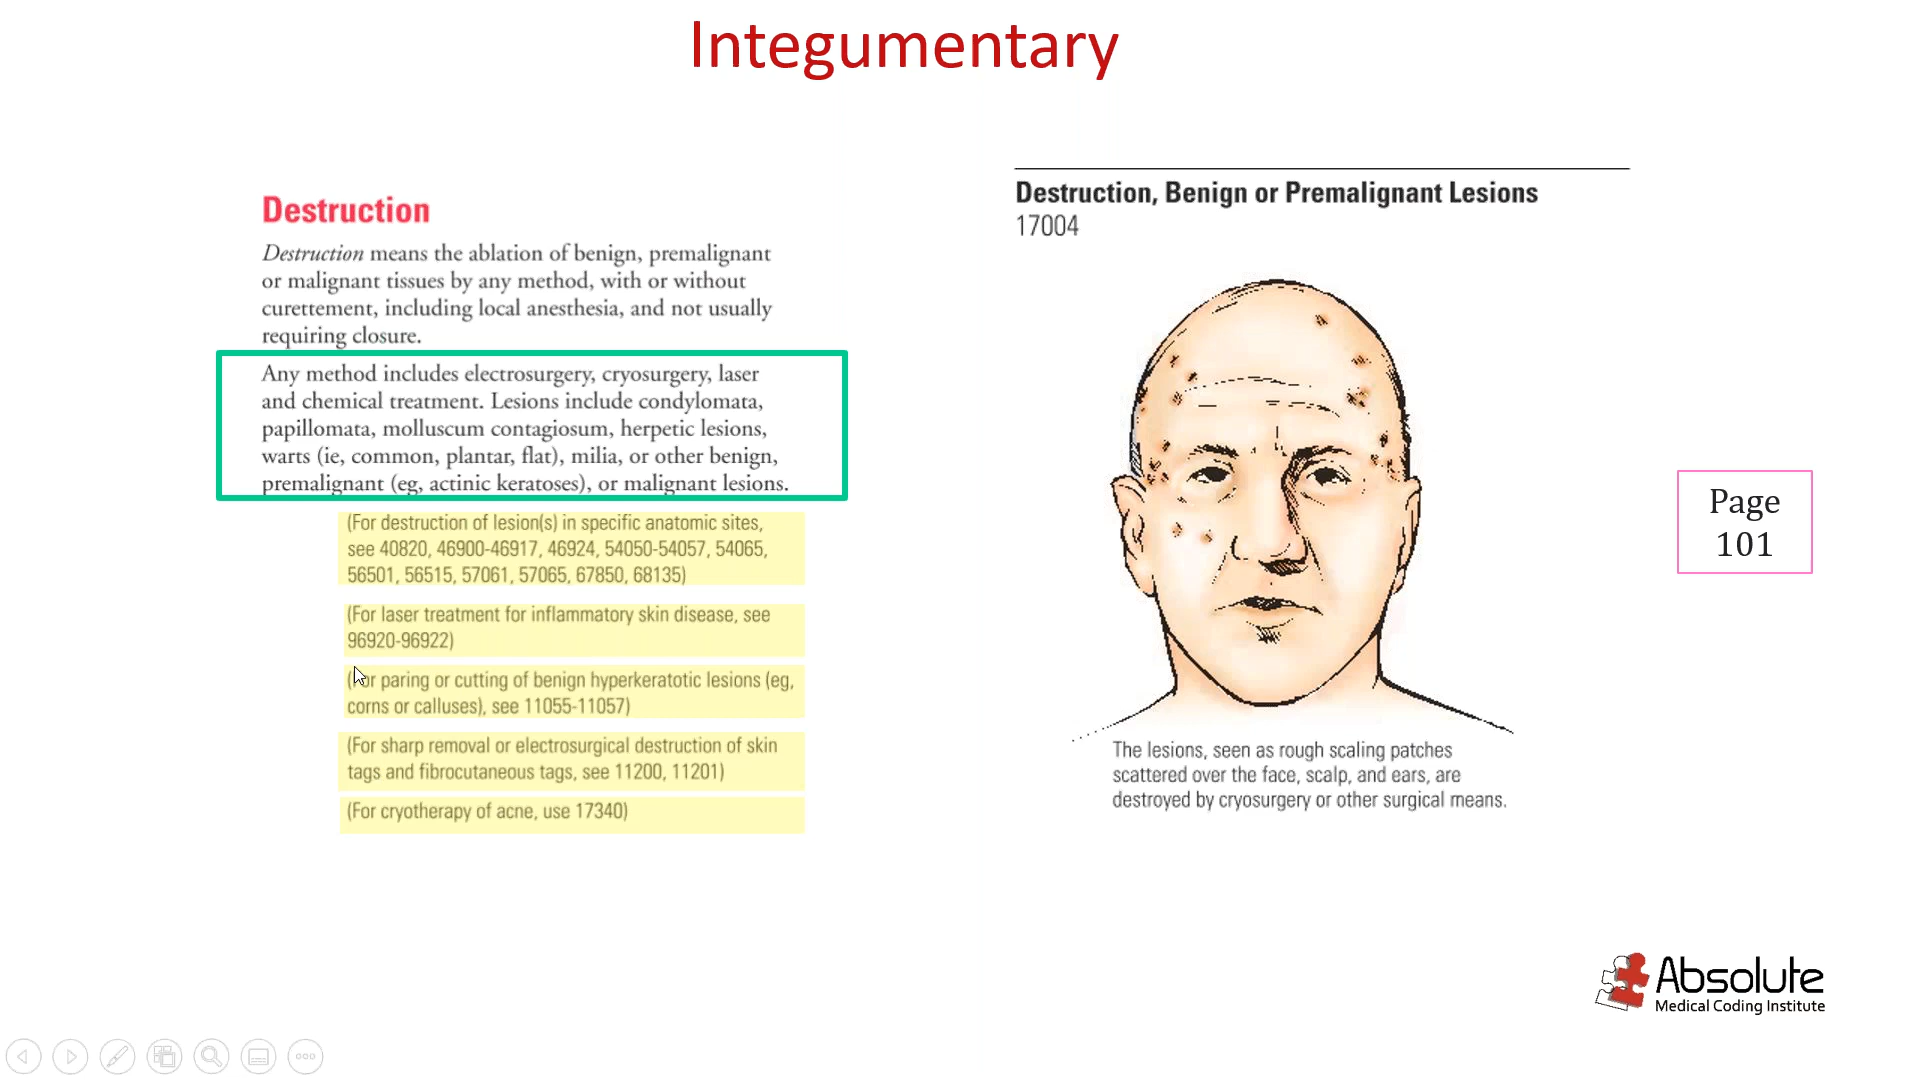 Integumentary
Destruction
Destruction means the ablation of benign, premalignant
or malignant tissues by any method, with or without
curettement, including local anesthesia, and not usually
requiring closure.
Any method includes electrosurgery, cryosurgery, laser
and chemical treatment. Lesions include condylomata,
papillomata, molluscum contagiosum, herpetic lesions,
warts (ie, common, plantar, flat), milia, or other benign,
premalignant (eg, actinic keratoses), or malignant lesions.
(For destruction of lesion(s) in specific anatomic sites,
see 40820, 46900-46917, 46924, 54050-54057, 54065,
56501, 56515, 57061, 57065, 67850, 68135)
(For laser treatment for inflammatory skin disease, see
96920-96922)
(For paring or cutting of benign hyperkeratotic lesions (eg,
corns or calluses), see 11055-11057)
(For sharp removal or electrosurgical destruction of skin
tags and fibrocutaneous tags, see 11200, 11201)
(For cryotherapy of acne, use 17340)
Destruction, Benign or Premalignant Lesions
17004
The lesions, seen as rough scaling patches
scattered over the face, scalp, and ears, are
destroyed by cryosurgery or other surgical means.
Page
101
Absolute
Medical Coding Institute